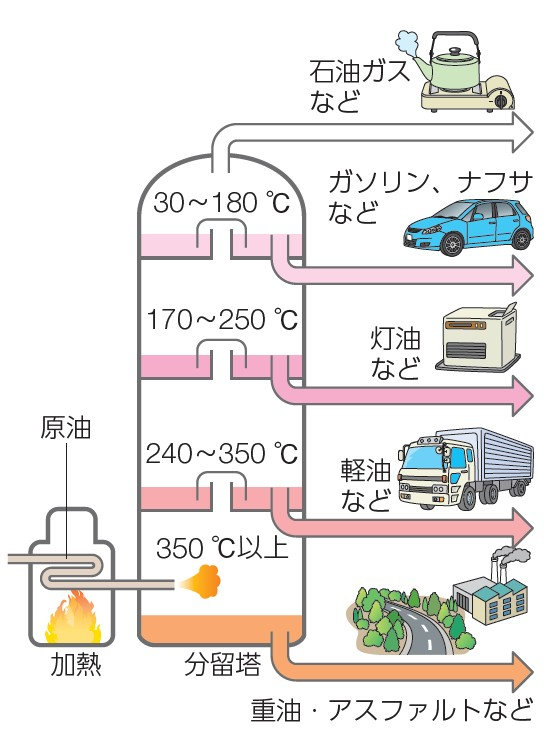 石油ガス
など
30～180 ℃
ガソリン、ナフサ
など
170～250 ℃
灯油
など
原油
240～350 ℃
軽油
など
350 ℃以上
加熱
分留塔
重油・アスファルトなど